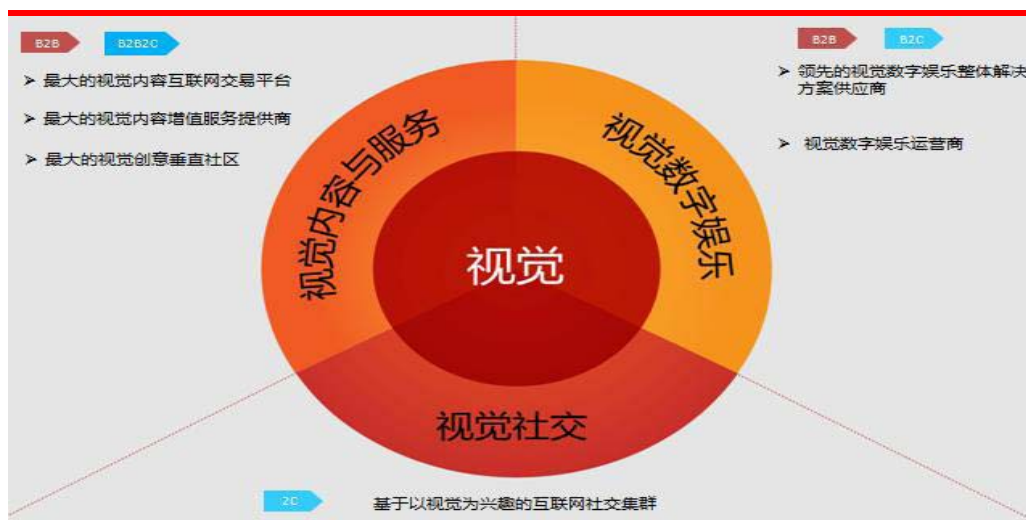 B2B
B2B2C
➢ 最大的视觉内容互联网交易平台
➢ 最大的视觉内容增值服务提供商
➢ 最大的视觉创意垂直社区
B2B
B2C
➢ 领先的视觉数字娱乐整体解决
方案供应商
➢ 视觉数字娱乐运营商
视觉内容与服务
视觉数字娱乐
视觉
视觉社交
2C
基于以视觉为兴趣的互联网社交集群